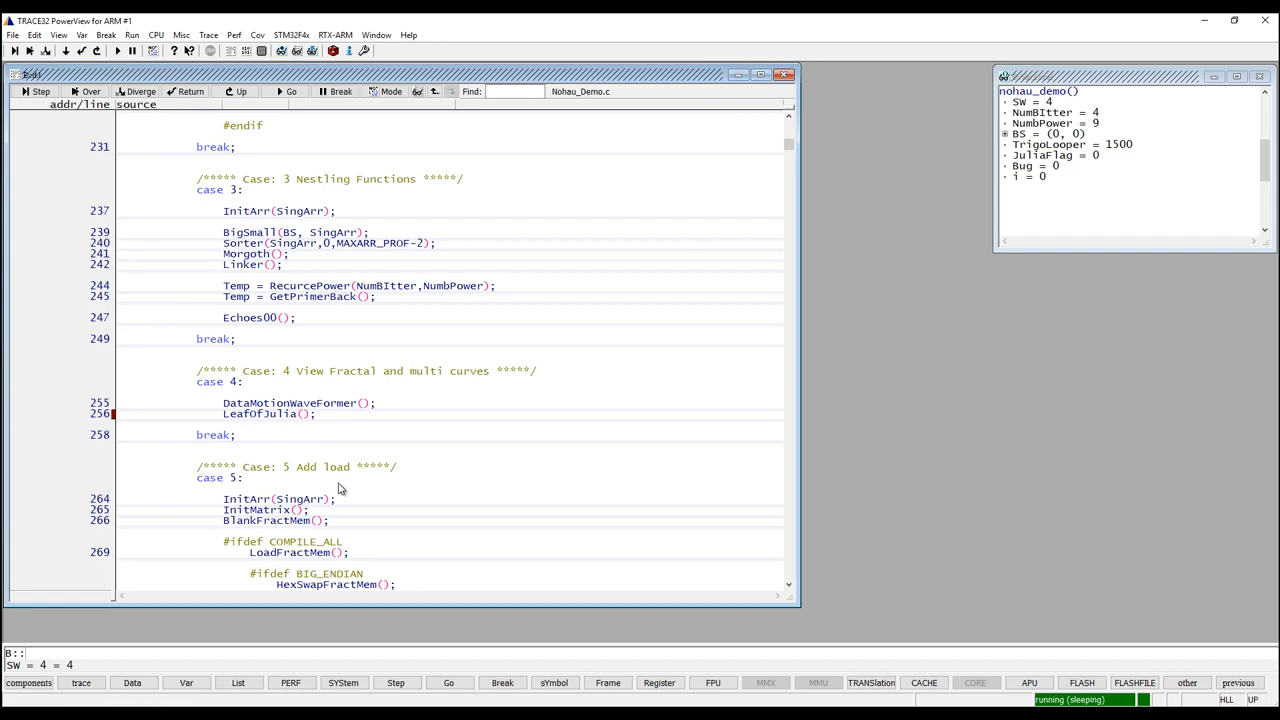 TRACE32 PowerView for ARM #1
File Edit View Var Break Run CPU Misc Trace Perf Cov STM32F4x RTX-ARM Window Help
Step Over Diverge Return Up Go Break Mode Find: Nohau_Demo.c
addr/line source
#endif
231 break;
/***** Case: 3 Nestling Functions *****/
case 3:
237 InitArr(SingArr);
239 BigSmall(BS, SingArr);
240 Sorter(SingArr,0,MAXARR_PROF-2);
241 Morgoth();
242 Linker();
244 Temp = RecurcePower(NumBItter,NumbPower);
245 Temp = GetPrimerBack();
247 Echoes00();
249 break;
/***** Case: 4 View Fractal and multi curves *****/
case 4:
255 DataMotionWaveFormer();
256 LeafOfJulia();
258 break;
/***** Case: 5 Add load *****/
case 5:
264 InitArr(SingArr);
265 InitMatrix();
266 BlankFractMem();
#ifdef COMPILE_ALL
269 LoadFractMem();
#ifdef BIG_ENDIAN
HexSwapFractMem();
nohau_demo()
SW = 4
NumBItter = 4
NumbPower = 9
BS = (0, 0)
TrigoLooper = 1500
JuliaFlag = 0
Bug = 0
i = 0
B::
SW = 4 = 4
components trace Data Var List PERF SYStem Step Go Break sYmbol Frame Register FPU MMX MMU TRANSlation CACHE CORE APU FLASH FLASHFILE other previous
running (sleeping) HLL UP